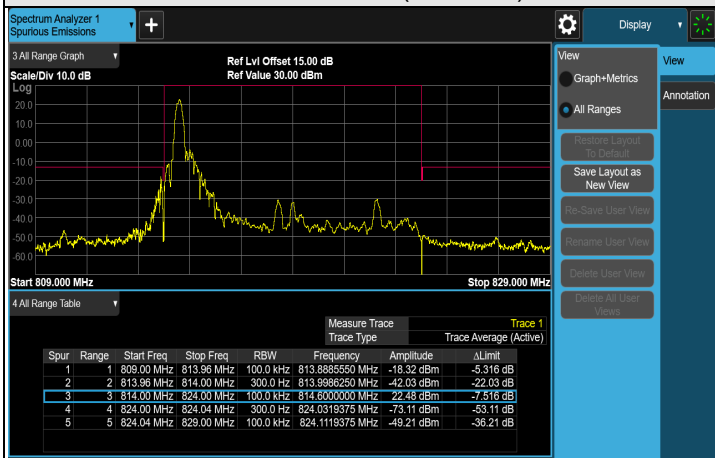 Spectrum Analyzer 1
Spurious Emissions
+
Display
3 All Range Graph
Ref Lvl Offset 15.00 dB
Scale/Div 10.0 dB
Ref Value 30.00 dBm
Log
20.0
10.0
0.00
-10.0
-20.0
-30.0
-40.0
-50.0
-60.0
Start 809.000 MHz
Stop 829.000 MHz
4 All Range Table
Measure Trace
Trace 1
Trace Type
Trace Average (Active)
Spur Range Start Freq Stop Freq RBW Frequency Amplitude ΔLimit
1 1 809.00 MHz 813.96 MHz 100.0 kHz 813.8885550 MHz -18.32 dBm -5.316 dB
2 2 813.96 MHz 814.00 MHz 300.0 Hz 813.9986250 MHz -42.03 dBm -22.03 dB
3 3 814.00 MHz 824.00 MHz 100.0 kHz 814.6000000 MHz 22.48 dBm -7.516 dB
4 4 824.00 MHz 824.04 MHz 300.0 Hz 824.0319375 MHz -73.11 dBm -53.11 dB
5 5 824.04 MHz 829.00 MHz 100.0 kHz 824.1119375 MHz -49.21 dBm -36.21 dB
View
Graph+Metrics
All Ranges
Restore Layout
To Default
Save Layout as
New View
Re-Save User View
Rename User View
Delete User View
Delete All User
Views
View
Annotation